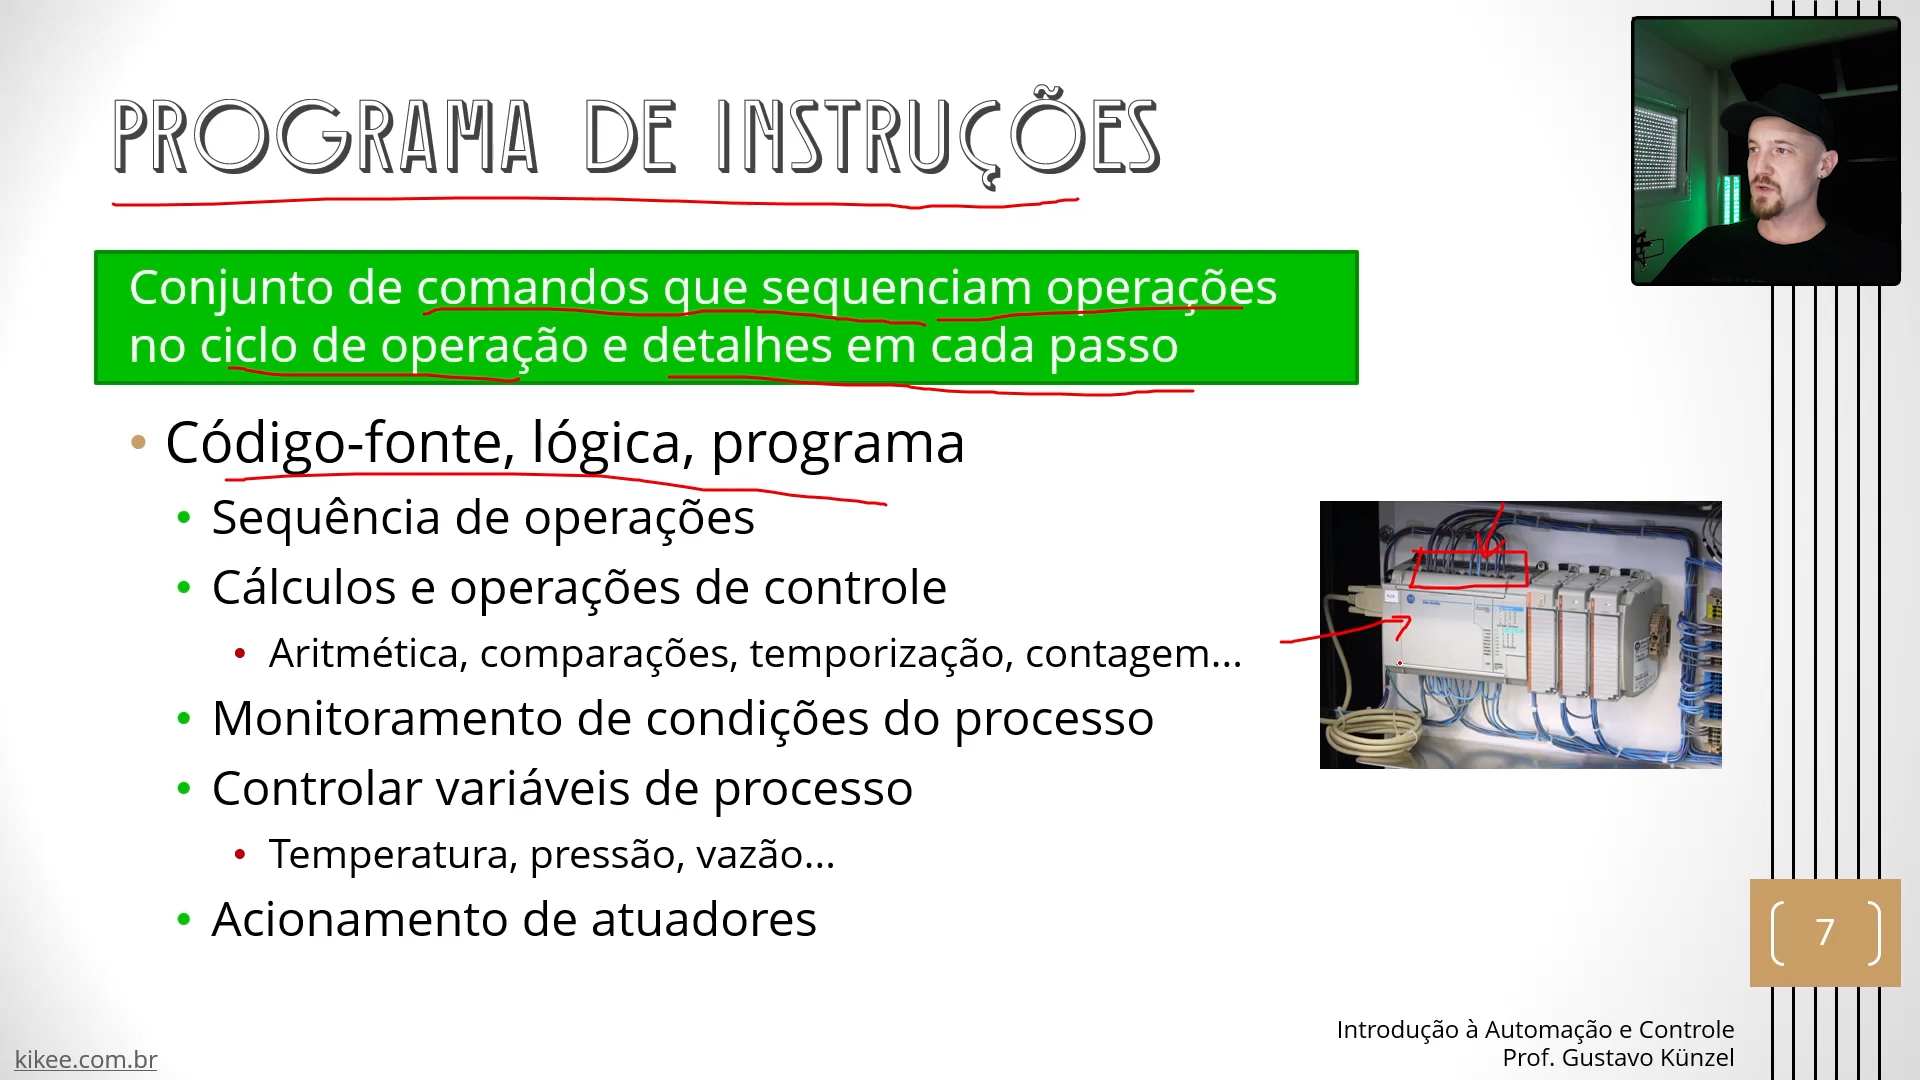 PROGRAMA DE INSTRUÇÕES
Conjunto de comandos que sequenciam operações
no ciclo de operação e detalhes em cada passo
• Código-fonte, lógica, programa
• Sequência de operações
• Cálculos e operações de controle
• Aritmética, comparações, temporização, contagem...
• Monitoramento de condições do processo
• Controlar variáveis de processo
• Temperatura, pressão, vazão...
• Acionamento de atuadores
7
Introdução à Automação e Controle
Prof. Gustavo Künzel
kikee.com.br